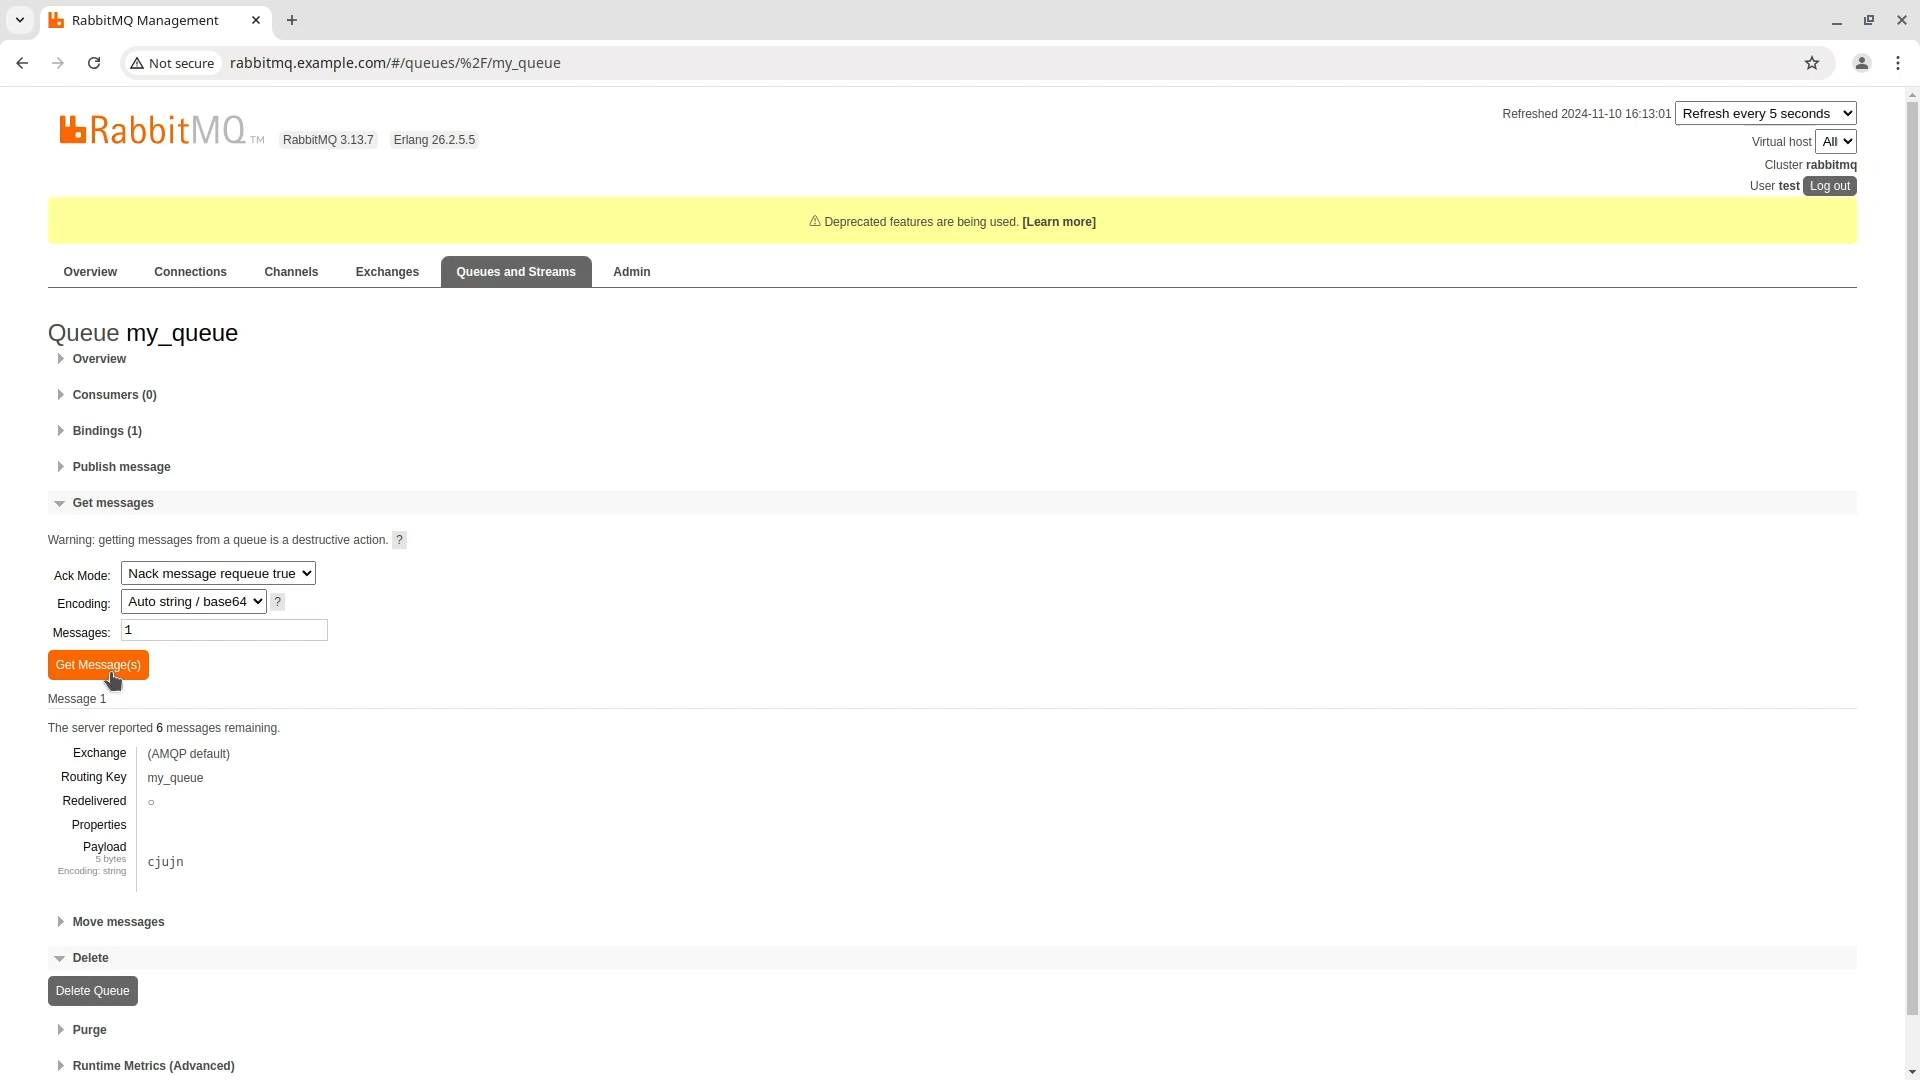 RabbitMQ Management
Not secure
rabbitmq.example.com/#/queues/%2F/my_queue
Refreshed 2024-11-10 16:13:01 Refresh every 5 seconds
RabbitMQ TM RabbitMQ 3.13.7 Erlang 26.2.5.5
Virtual host All
Cluster rabbitmq
User test Log out
⚠ Deprecated features are being used. [Learn more]
Overview Connections Channels Exchanges Queues and Streams Admin
Queue my_queue
Overview
Consumers (0)
Bindings (1)
Publish message
Get messages
Warning: getting messages from a queue is a destructive action. ?
Ack Mode: Nack message requeue true
Encoding: Auto string / base64 ?
Messages: 1
Get Message(s)
Message 1
The server reported 6 messages remaining.
Exchange (AMQP default)
Routing Key my_queue
Redelivered ○
Properties
Payload
5 bytes
Encoding: string
cjujn
Move messages
Delete
Delete Queue
Purge
Runtime Metrics (Advanced)